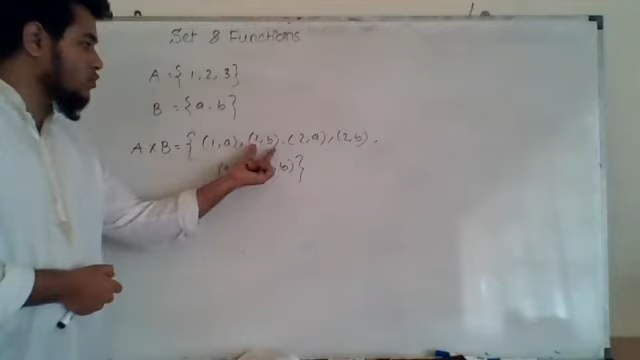 Set & Functions
A = { 1, 2, 3}
B = {a, b}
A x B = { (1, a), (1, b), (2, a), (2, b),
b) }